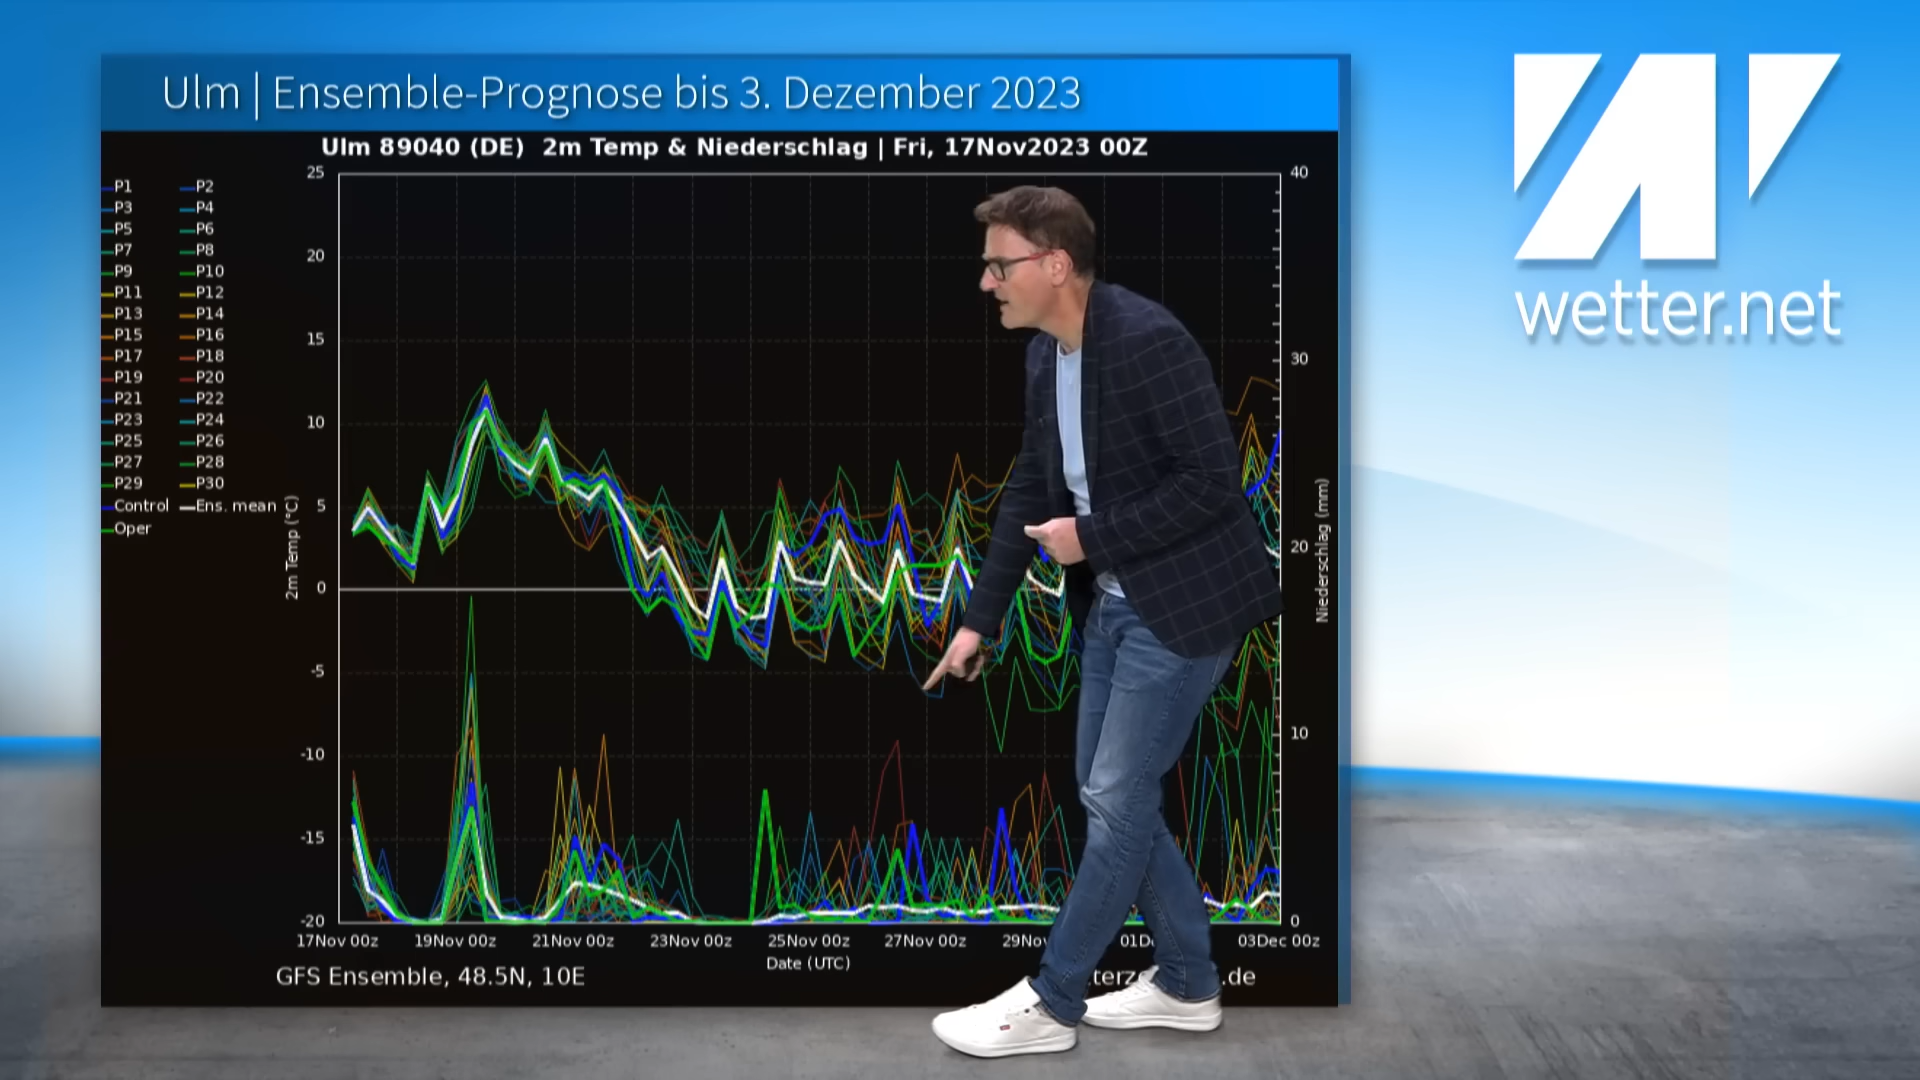 Ulm | Ensemble-Prognose bis 3. Dezember 2023
wetter.net
Ulm 89040 (DE) 2m Temp & Niederschlag | Fri, 17Nov2023 00Z
P1 P2
P3 P4
P5 P6
P7 P8
P9 P10
P11 P12
P13 P14
P15 P16
P17 P18
P19 P20
P21 P22
P23 P24
P25 P26
P27 P28
P29 P30
Control Ens. mean
Oper
2m Temp (°C)
25
20
15
10
5
0
-5
-10
-15
-20
40
30
20
10
0
Niederschlag (mm)
17Nov 00z 19Nov 00z 21Nov 00z 23Nov 00z 25Nov 00z 27Nov 00z 29Nov 03Dec 00z
Date (UTC)
GFS Ensemble, 48.5N, 10E .de